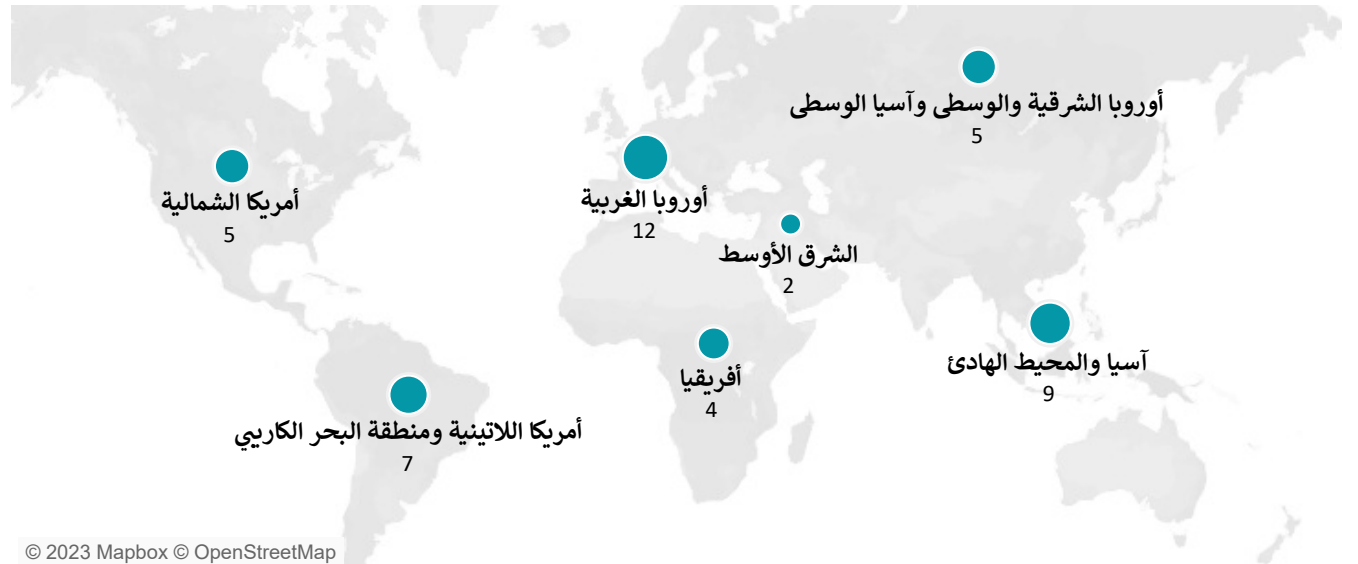 أوروبا الشرقية والوسطى وآسيا الوسطى
5
أمريكا الشمالية
5
أوروبا الغربية
12
الشرق الأوسط
2
آسيا والمحيط الهادئ
9
أفريقيا
4
أمريكا اللاتينية ومنطقة البحر الكاريبي
7
© 2023 Mapbox © OpenStreetMap